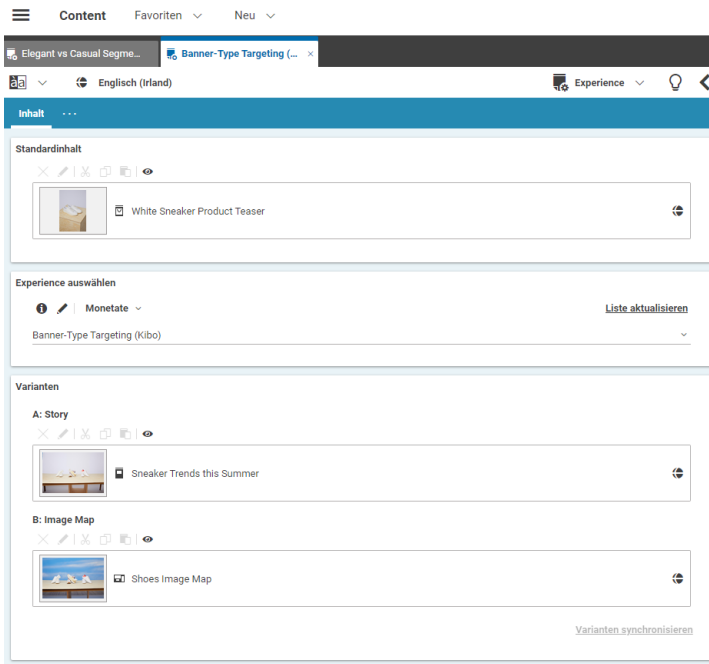 Content Favoriten Neu
Elegant vs Casual Segme... Banner-Type Targeting (... ×
àa Englisch (Irland) Experience
Inhalt ...
Standardinhalt
White Sneaker Product Teaser
Experience auswählen
Monetate Liste aktualisieren
Banner-Type Targeting (Kibo)
Varianten
A: Story
Sneaker Trends this Summer
B: Image Map
Shoes Image Map
Varianten synchronisieren